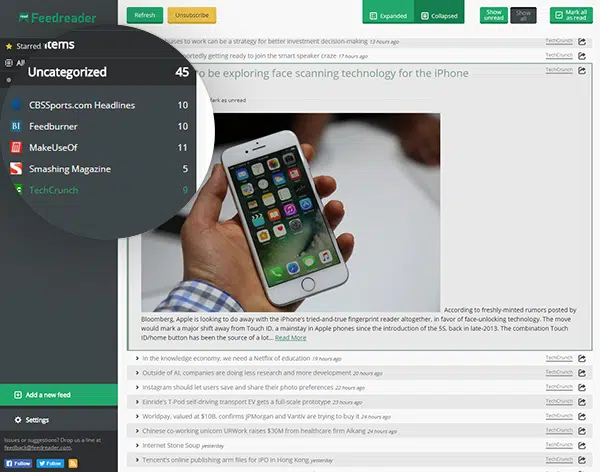 Feedreader
Refresh
Unsubscribe
Expanded
Collapsed
Show unread
Show all
Mark all as read
Starred items
All
Uncategorized 45
CBSSports.com Headlines 10
Feedburner 10
MakeUseOf 11
Smashing Magazine 5
TechCrunch 9
to work can be a strategy for better investment decision-making 13 hours ago TechCrunch
getting ready to join the smart speaker craze 17 hours ago TechCrunch
to be exploring face scanning technology for the iPhone TechCrunch
Mark as unread
According to freshly-minted rumors posted by
Bloomberg, Apple is looking to do away with the iPhone's tried-and-true fingerprint reader altogether, in favor of face-unlocking technology. The move
would mark a major shift away from Touch ID, a mainstay in Apple phones since the introduction of the 5S, back in late-2013. The combination Touch
ID/home button has been the source of a lot... Read More
In the knowledge economy, we need a Netflix of education 19 hours ago TechCrunch
Outside of AI, companies are doing less research and more development 20 hours ago TechCrunch
Instagram should let users save and share their photo preferences 22 hours ago TechCrunch
Einride's T-Pod self-driving transport EV gets a full-scale prototype 23 hours ago TechCrunch
Worldpay, valued at $10B, confirms JPMorgan and Vantiv are trying to buy it 24 hours ago TechCrunch
Chinese co-working unicorn URWork raises $30M from healthcare firm Aikang 24 hours ago TechCrunch
Internet Stone Soup yesterday TechCrunch
Tencent's online publishing arm files for IPO in Hong Kong yesterday TechCrunch
Add a new feed
Settings
Issues or suggestions? Drop us a line at
feedback@feedreader.com.
Follow
Follow